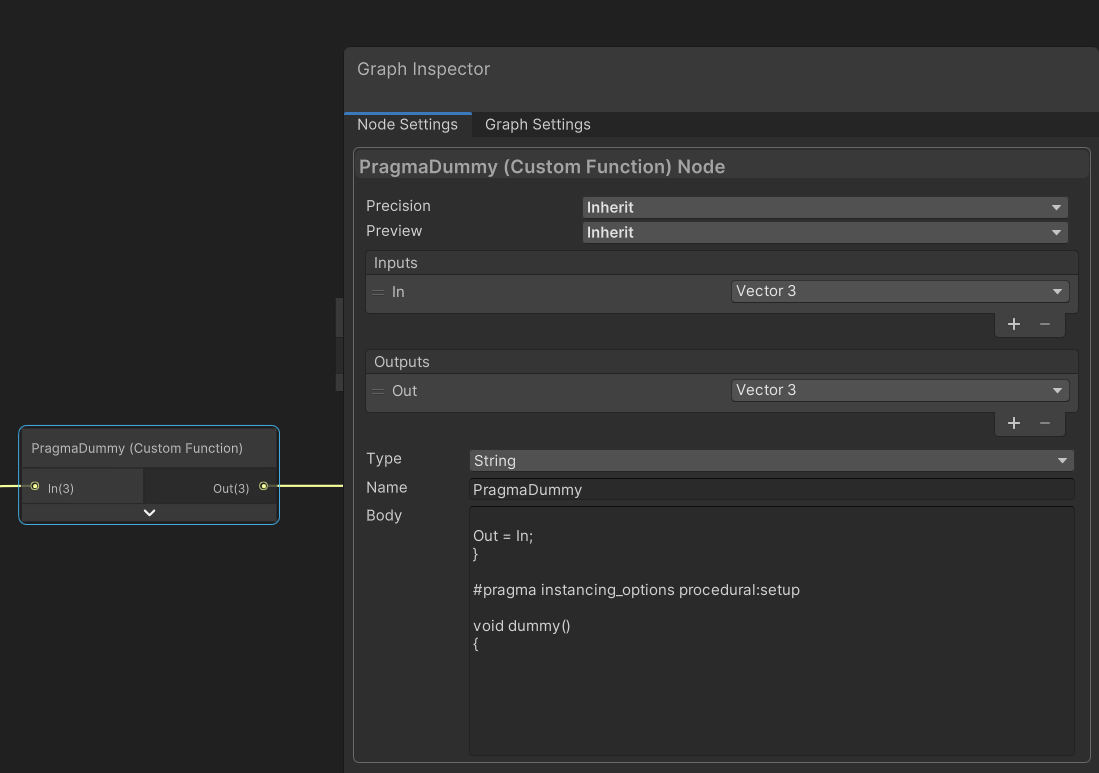 Graph Inspector
Node Settings Graph Settings
PragmaDummy (Custom Function) Node
Precision Inherit
Preview Inherit
Inputs
In Vector 3
+ −
Outputs
Out Vector 3
+ −
Type String
Name PragmaDummy
Body
Out = In;
}
#pragma instancing_options procedural:setup
void dummy()
{
PragmaDummy (Custom Function)
In(3) Out(3)